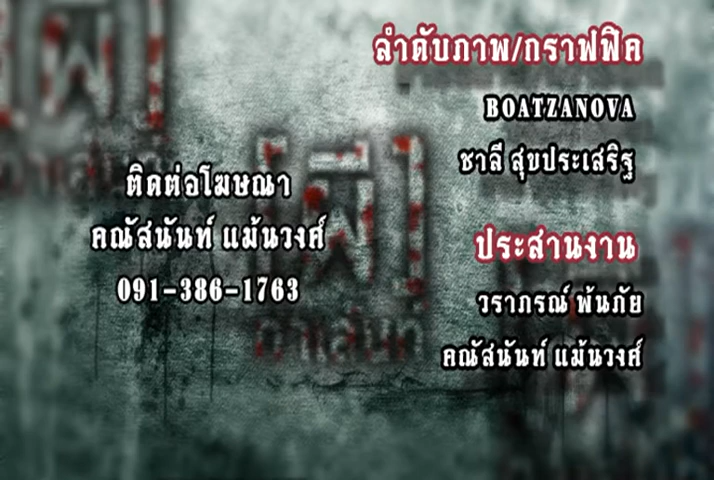 ลำดับภาพ/กราฟฟิค
BOATZANOVA
ชาลี สุขประเสริฐ
ติดต่อโฆษณา
คณัสนันท์ แม้นวงศ์
091-386-1763
ประสานงาน
วราภรณ์ พ้นภัย
คณัสนันท์ แม้นวงศ์
ผี